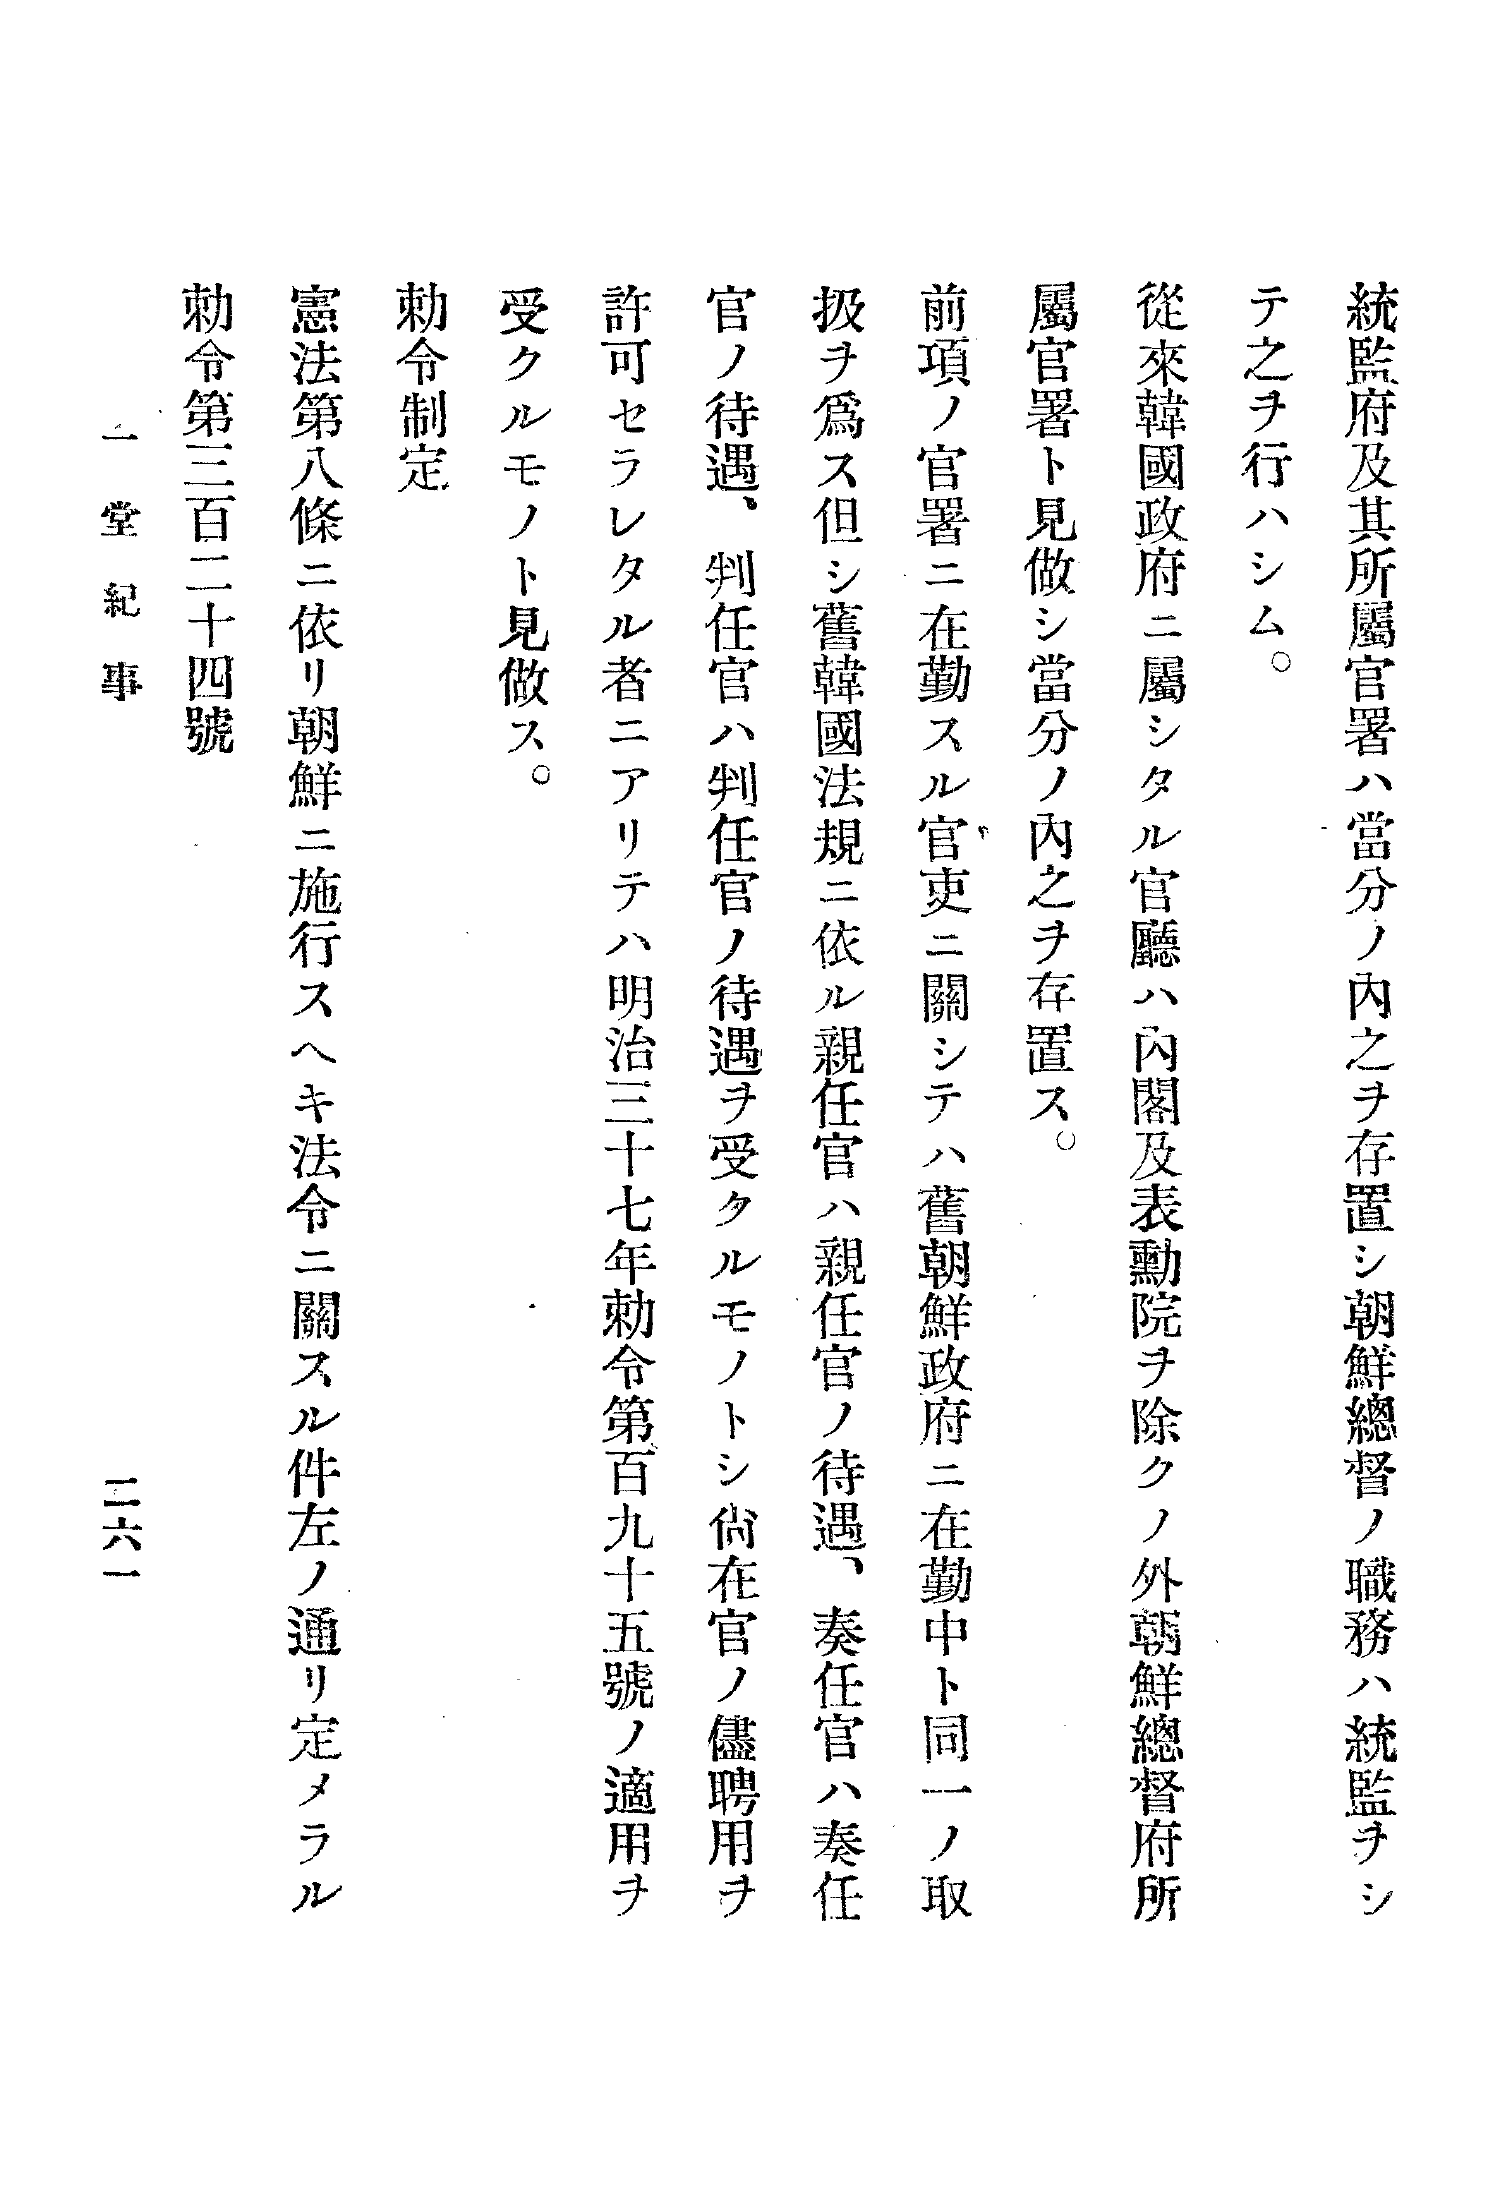 統監府及其所屬官署ハ當分ノ內之ヲ存置シ朝鮮總督ノ職務ハ統監ヲシ
テ之ヲ行ハシム。
從來韓國政府ニ屬シタル官廳ハ內閣及表勳院ヲ除クノ外朝鮮總督府所
屬官署ト見做シ當分ノ內之ヲ存置ス。
前項ノ官署ニ在勤スル官吏ニ關シテハ舊朝鮮政府ニ在勤中ト同一ノ取
扱ヲ爲ス但シ舊韓國法規ニ依ル親任官ハ親任官ノ待遇、奏任官ハ奏任
官ノ待遇、判任官ハ判任官ノ待遇ヲ受クルモノトシ尙在官ノ儘聘用ヲ
許可セラレタル者ニアリテハ明治三十七年勅令第百九十五號ノ適用ヲ
受クルモノト見做ス。
勅令制定
憲法第八條ニ依リ朝鮮ニ施行スヘキ法令ニ關スル件左ノ通リ定メラル
勅令第三百二十四號
一堂紀事
二六一